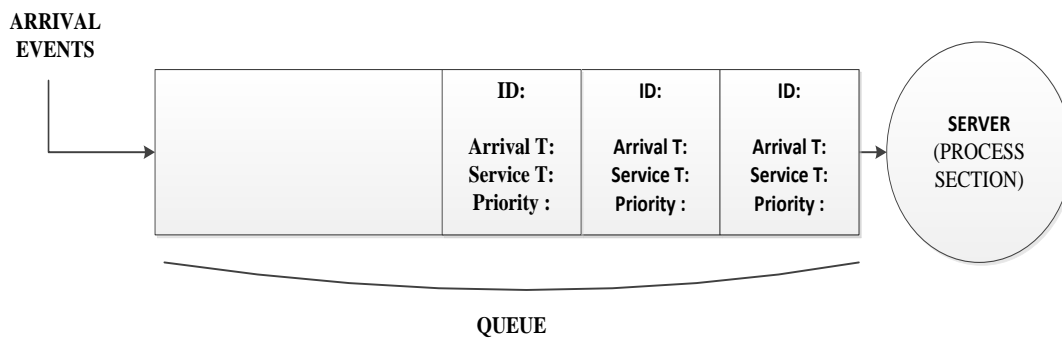 ARRIVAL
EVENTS
ID:
Arrival T:
Service T:
Priority :
ID:
Arrival T:
Service T:
Priority :
ID:
Arrival T:
Service T:
Priority :
SERVER
(PROCESS
SECTION)
QUEUE